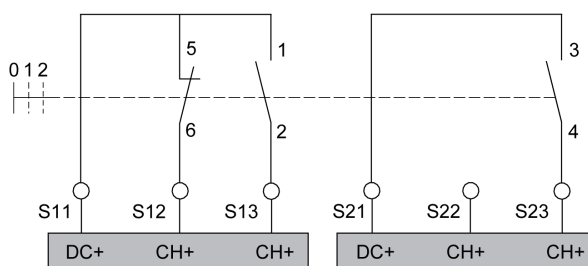 5 1 3
0 1 2
6 2 4
S11 S12 S13 S21 S22 S23
DC+ CH+ CH+ DC+ CH+ CH+